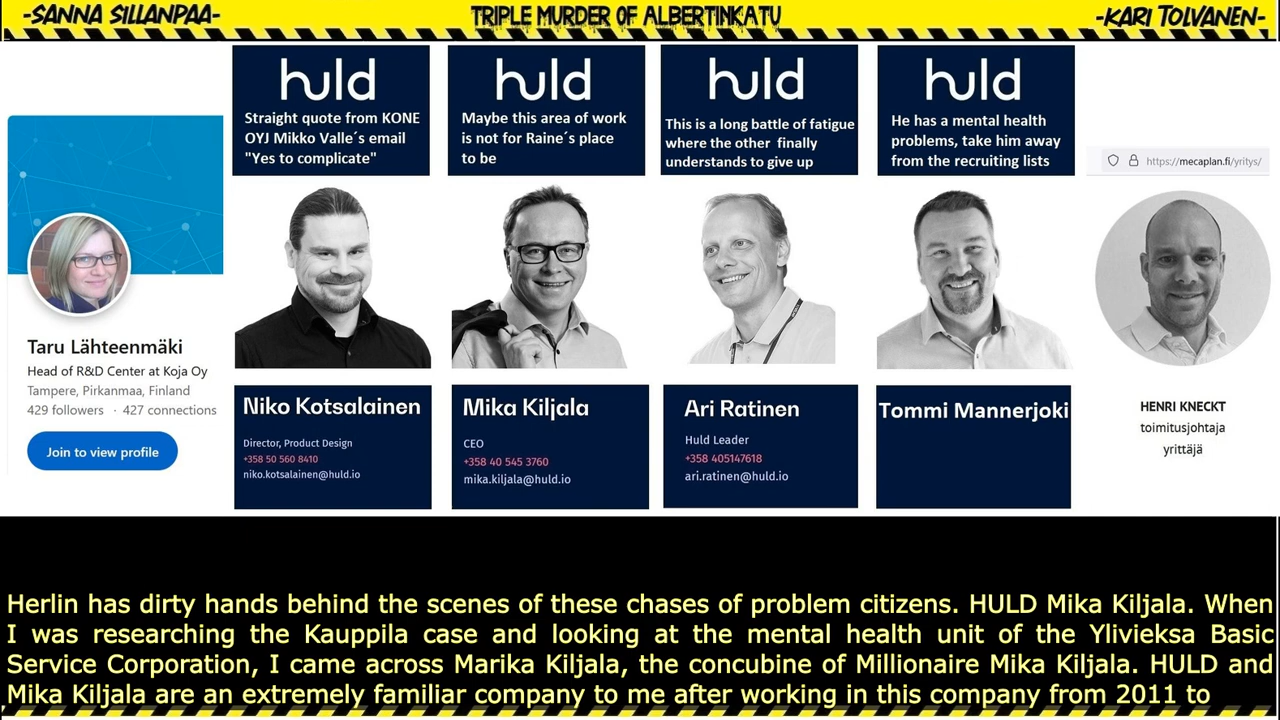 -SANNA SILLANPAA-
TRIPLE MURDER OF ALBERTINKATU
-KARI TOLVANEN-
huld
Straight quote from KONE
OYJ Mikko Valle´s email
"Yes to complicate"
huld
Maybe this area of work
is not for Raine´s place
to be
huld
This is a long battle of fatigue
where the other finally
understands to give up
huld
He has a mental health
problems, take him away
from the recruiting lists
https://mecaplan.fi/yritys/
Taru Lähteenmäki
Head of R&D Center at Koja Oy
Tampere, Pirkanmaa, Finland
429 followers · 427 connections
Join to view profile
Niko Kotsalainen
Director, Product Design
+358 50 560 8410
niko.kotsalainen@huld.io
Mika Kiljala
CEO
+358 40 545 3760
mika.kiljala@huld.io
Ari Ratinen
Huld Leader
+358 405147618
ari.ratinen@huld.io
Tommi Mannerjoki
HENRI KNECKT
toimitusjohtaja
yrittäjä
Herlin has dirty hands behind the scenes of these chases of problem citizens. HULD Mika Kiljala. When
I was researching the Kauppila case and looking at the mental health unit of the Ylivieksa Basic
Service Corporation, I came across Marika Kiljala, the concubine of Millionaire Mika Kiljala. HULD and
Mika Kiljala are an extremely familiar company to me after working in this company from 2011 to